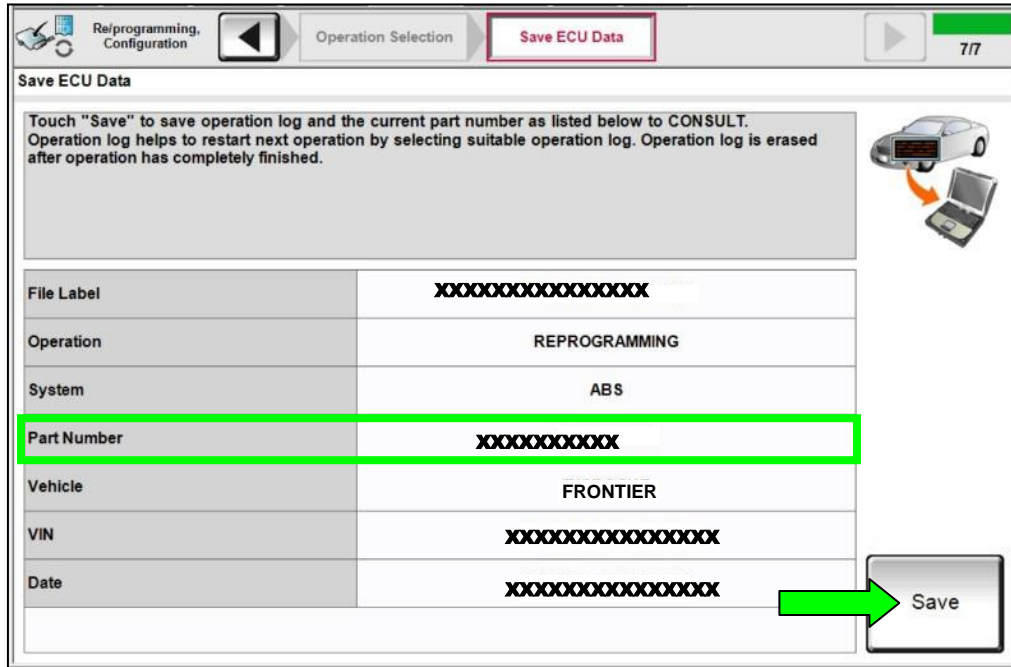 Re/programming,
Configuration
Operation Selection
Save ECU Data
7/7
Save ECU Data
Touch "Save" to save operation log and the current part number as listed below to CONSULT.
Operation log helps to restart next operation by selecting suitable operation log. Operation log is erased
after operation has completely finished.
File Label XXXXXXXXXXXXXXX
Operation REPROGRAMMING
System ABS
Part Number XXXXXXXXXX
Vehicle FRONTIER
VIN XXXXXXXXXXXXXXX
Date XXXXXXXXXXXXXXX
Save